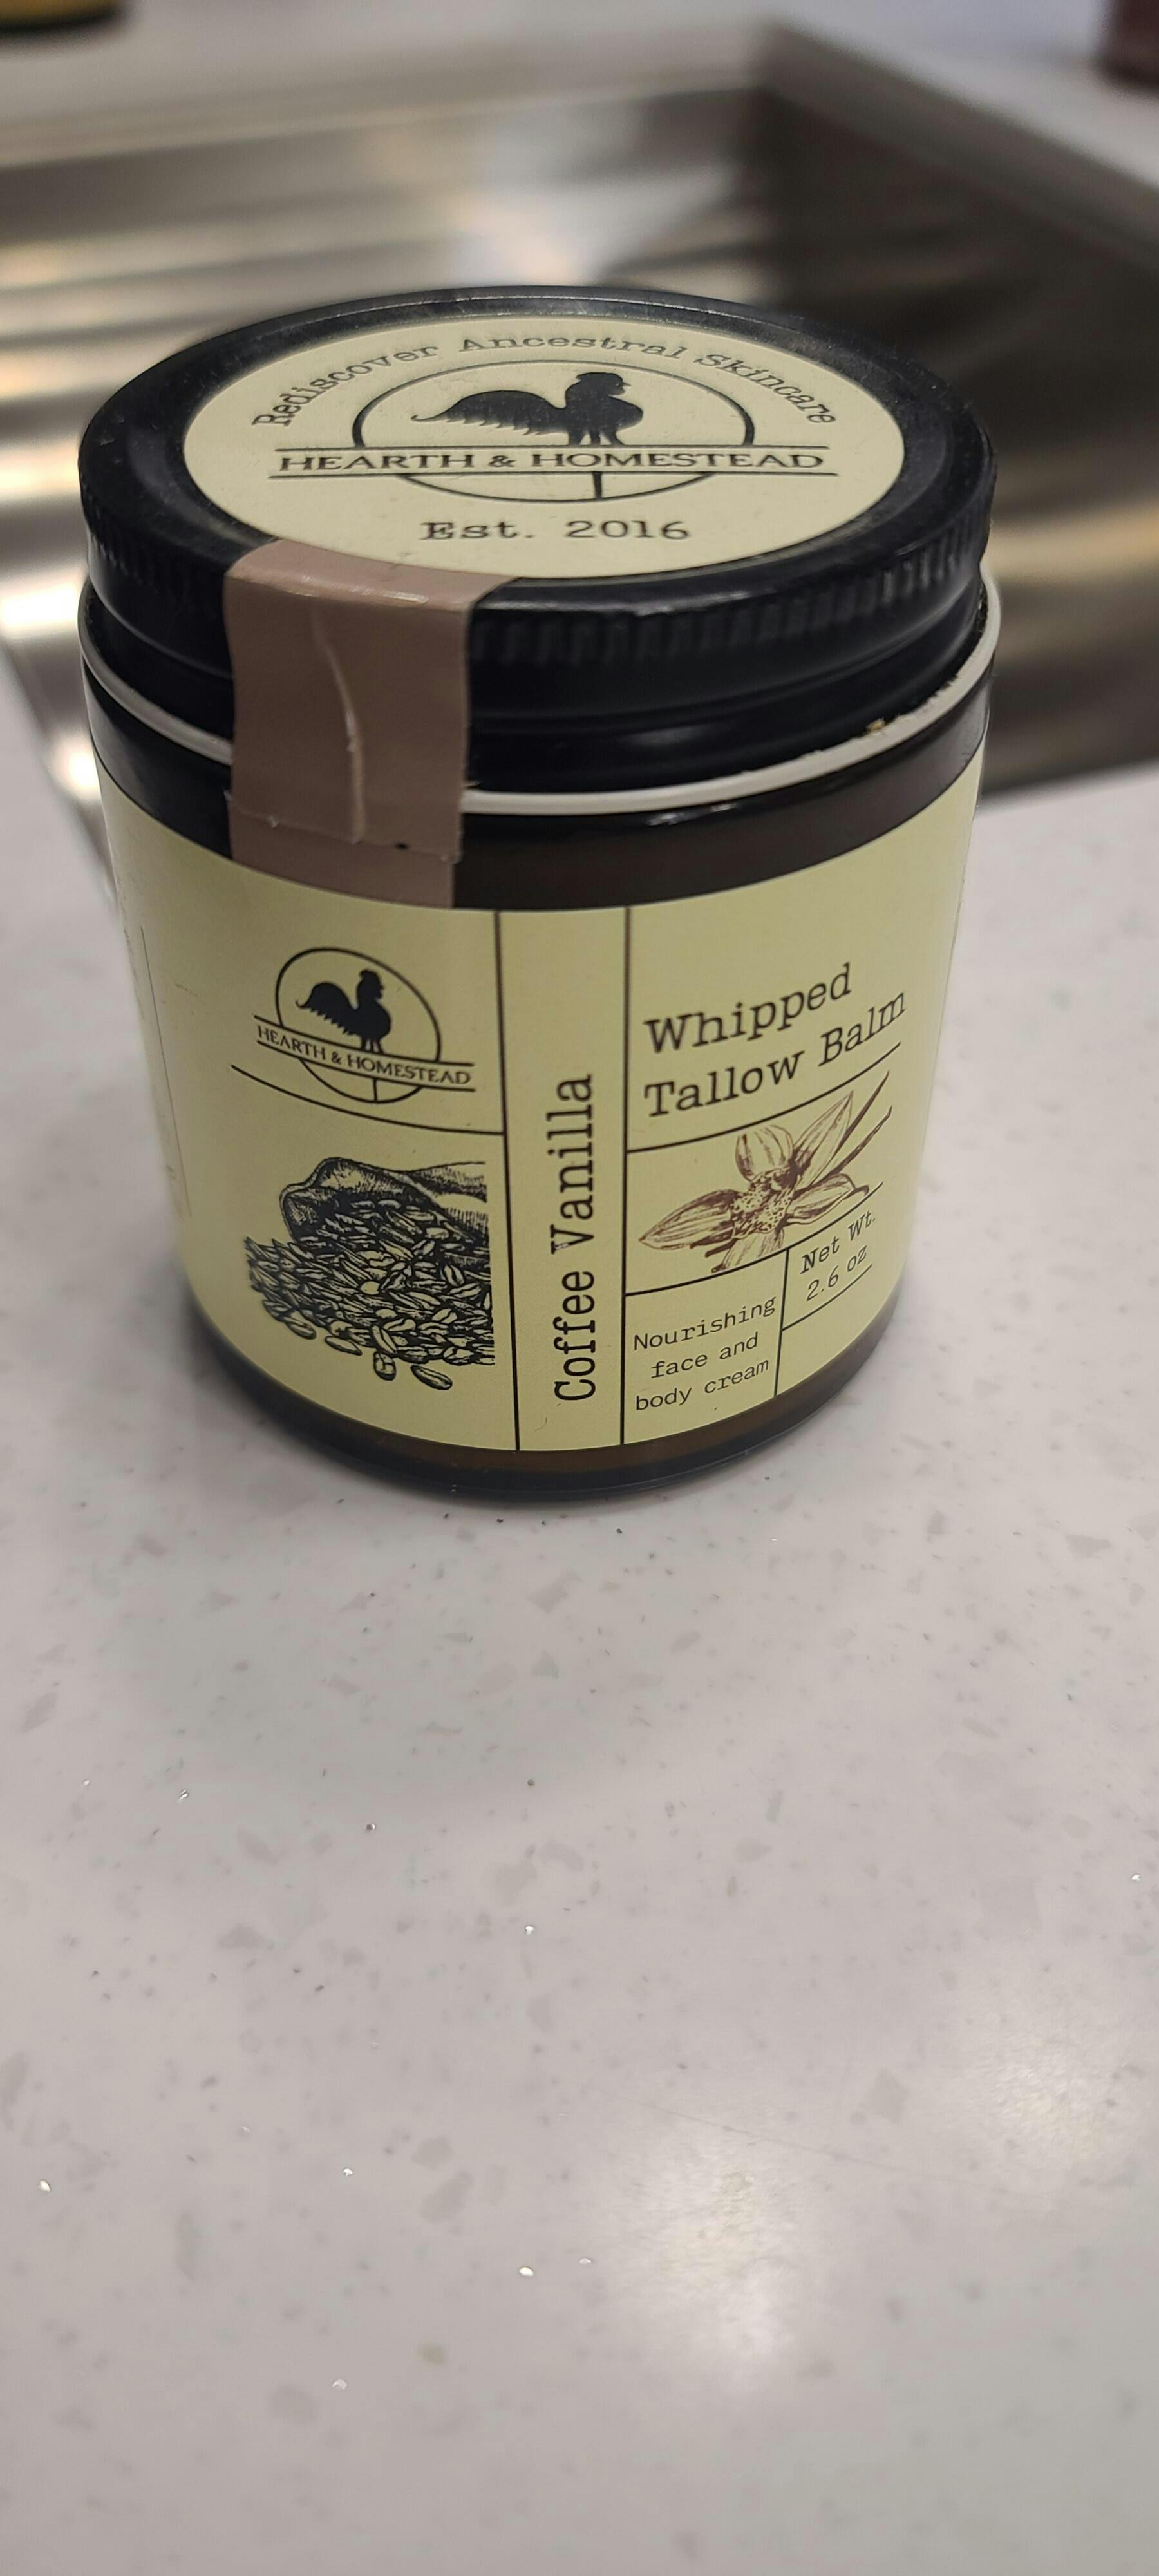 Rediscover Ancestral Skincare
HEARTH & HOMESTEAD
Est. 2016
HEARTH & HOMESTEAD
Coffee Vanilla
Whipped
Tallow Balm
Net Wt.
2.6 oz
Nourishing
face and
body cream